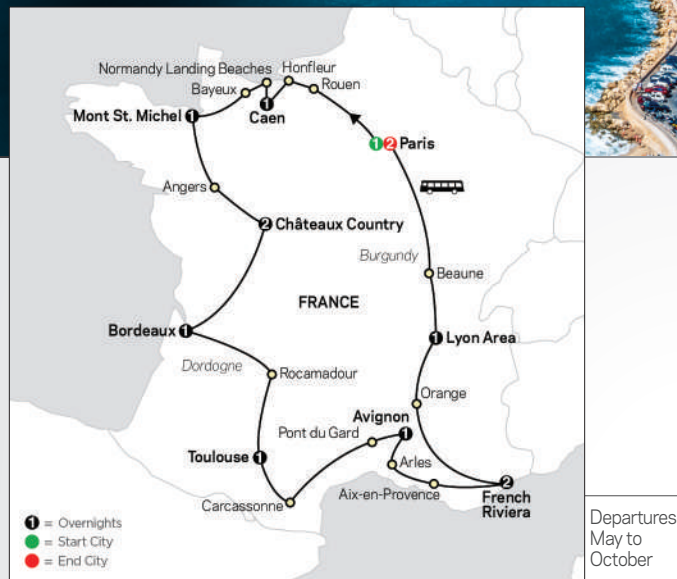 Normandy Landing Beaches
Honfleur
Bayeux
Rouen
Mont St. Michel 1
1
Caen
1 2 Paris
Angers
2 Châteaux Country
Burgundy
Beaune
FRANCE
Bordeaux 1
1 Lyon Area
Dordogne
Rocamadour
Orange
Avignon
1
Pont du Gard
Toulouse 1
Arles
Aix-en-Provence
2
French
Riviera
Carcassonne
1 = Overnights
= Start City
= End City
Departures
May to
October